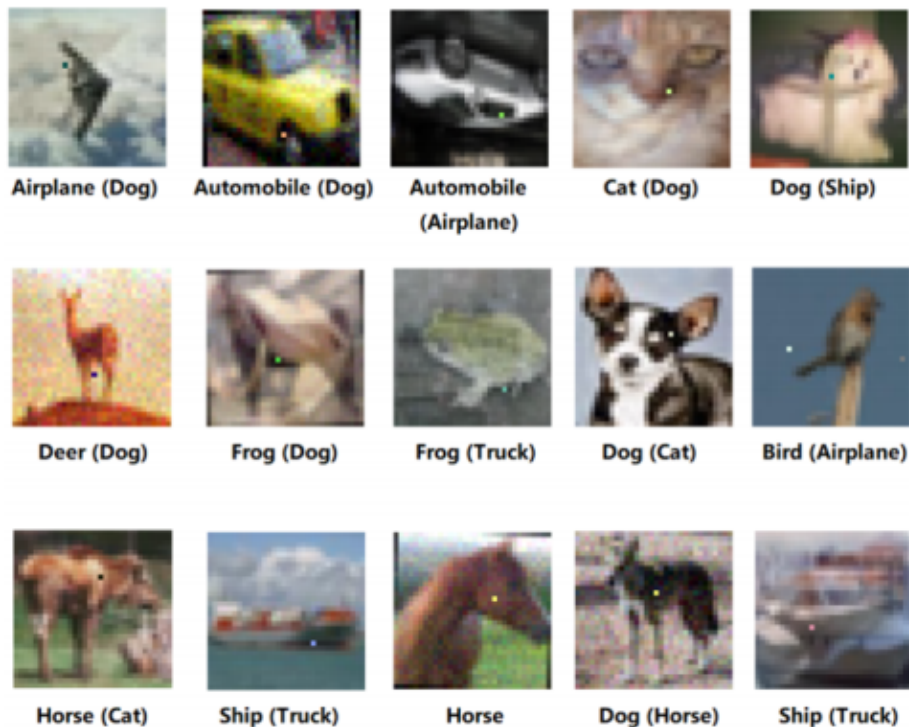 Airplane (Dog)
Automobile (Dog)
Automobile
(Airplane)
Cat (Dog)
Dog (Ship)
Deer (Dog)
Frog (Dog)
Frog (Truck)
Dog (Cat)
Bird (Airplane)
Horse (Cat)
Ship (Truck)
Horse
Dog (Horse)
Ship (Truck)